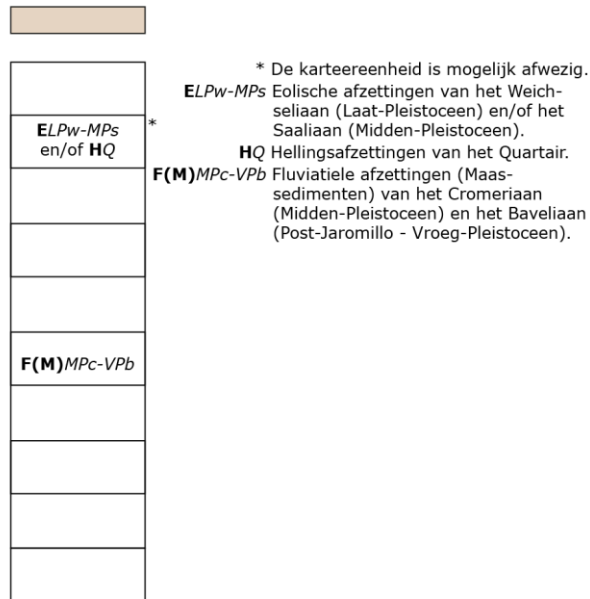 * De karteereenheid is mogelijk afwezig.
ELPw-MPs Eolische afzettingen van het Weich-
seliaan (Laat-Pleistoceen) en/of het
Saaliaan (Midden-Pleistoceen).
HQ Hellingsafzettingen van het Quartair.
F(M)MPc-VPb Fluviatiele afzettingen (Maas-
sedimenten) van het Cromeriaan
(Midden-Pleistoceen) en het Baveliaan
(Post-Jaromillo - Vroeg-Pleistoceen).
ELPw-MPs *
en/of HQ
F(M)MPc-VPb